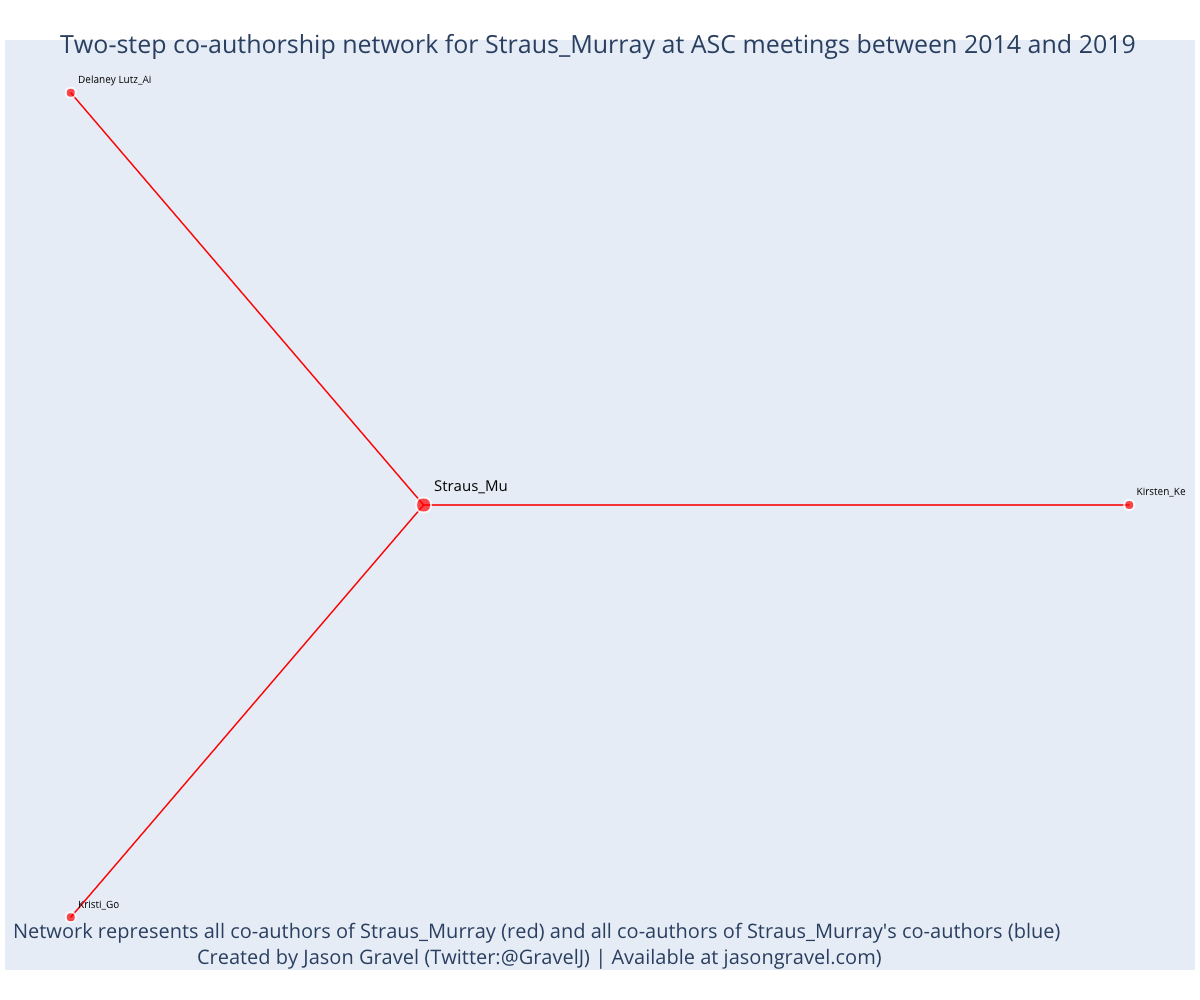 Two-step co-authorship network for Straus_Murray at ASC meetings between 2014 and 2019
Delaney Lutz_Ai
Straus_Mu
Kirsten_Ke
Kristi_Go
Network represents all co-authors of Straus_Murray (red) and all co-authors of Straus_Murray's co-authors (blue)
Created by Jason Gravel (Twitter:@GravelJ) | Available at jasongravel.com)